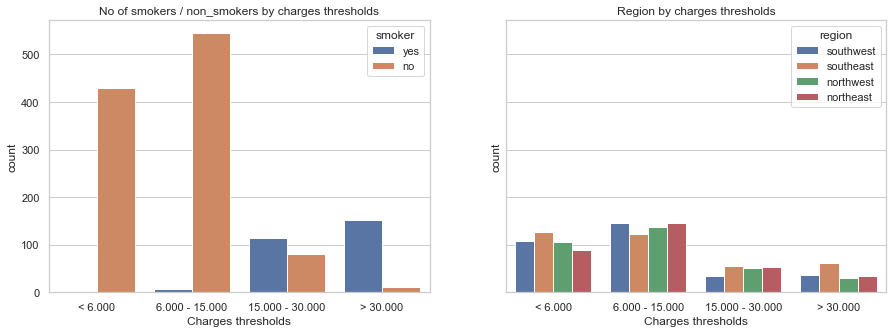 No of smokers / non_smokers by charges thresholds
smoker
yes
no
500
400
300
200
100
0
count
< 6.000
6.000 - 15.000
15.000 - 30.000
> 30.000
Charges thresholds
Region by charges thresholds
region
southwest
southeast
northwest
northeast
count
< 6.000
6.000 - 15.000
15.000 - 30.000
> 30.000
Charges thresholds